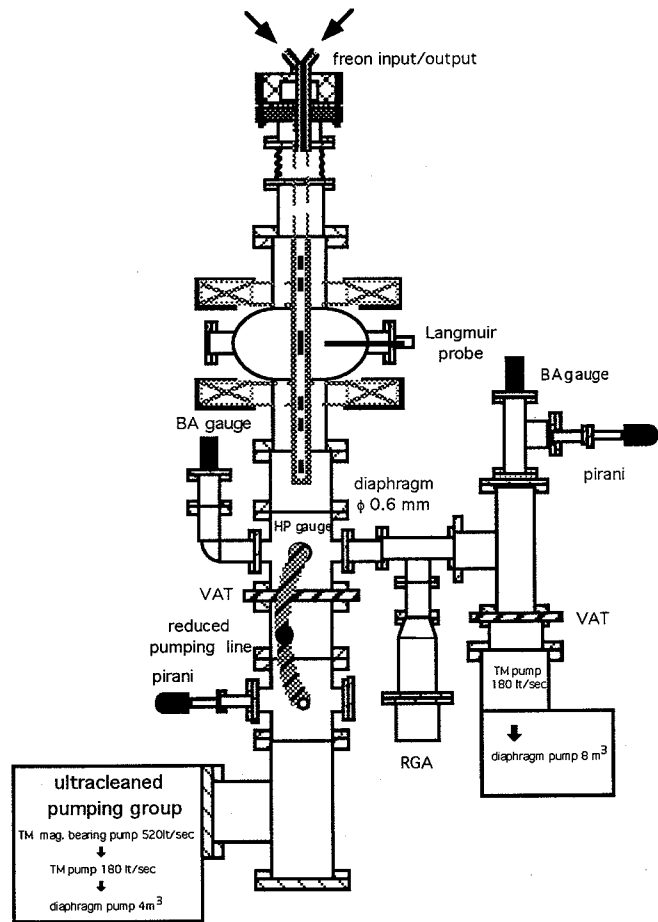 freon input/output
Langmuir
probe
BA gauge
BA gauge
pirani
diaphragm
ϕ 0.6 mm
HP gauge
VAT
VAT
reduced
pumping line
pirani
TM pump
180 lt/sec
diaphragm pump 8 m³
RGA
ultracleaned
pumping group
TM mag. bearing pump 520lt/sec
TM pump 180 lt/sec
diaphragm pump 4m³